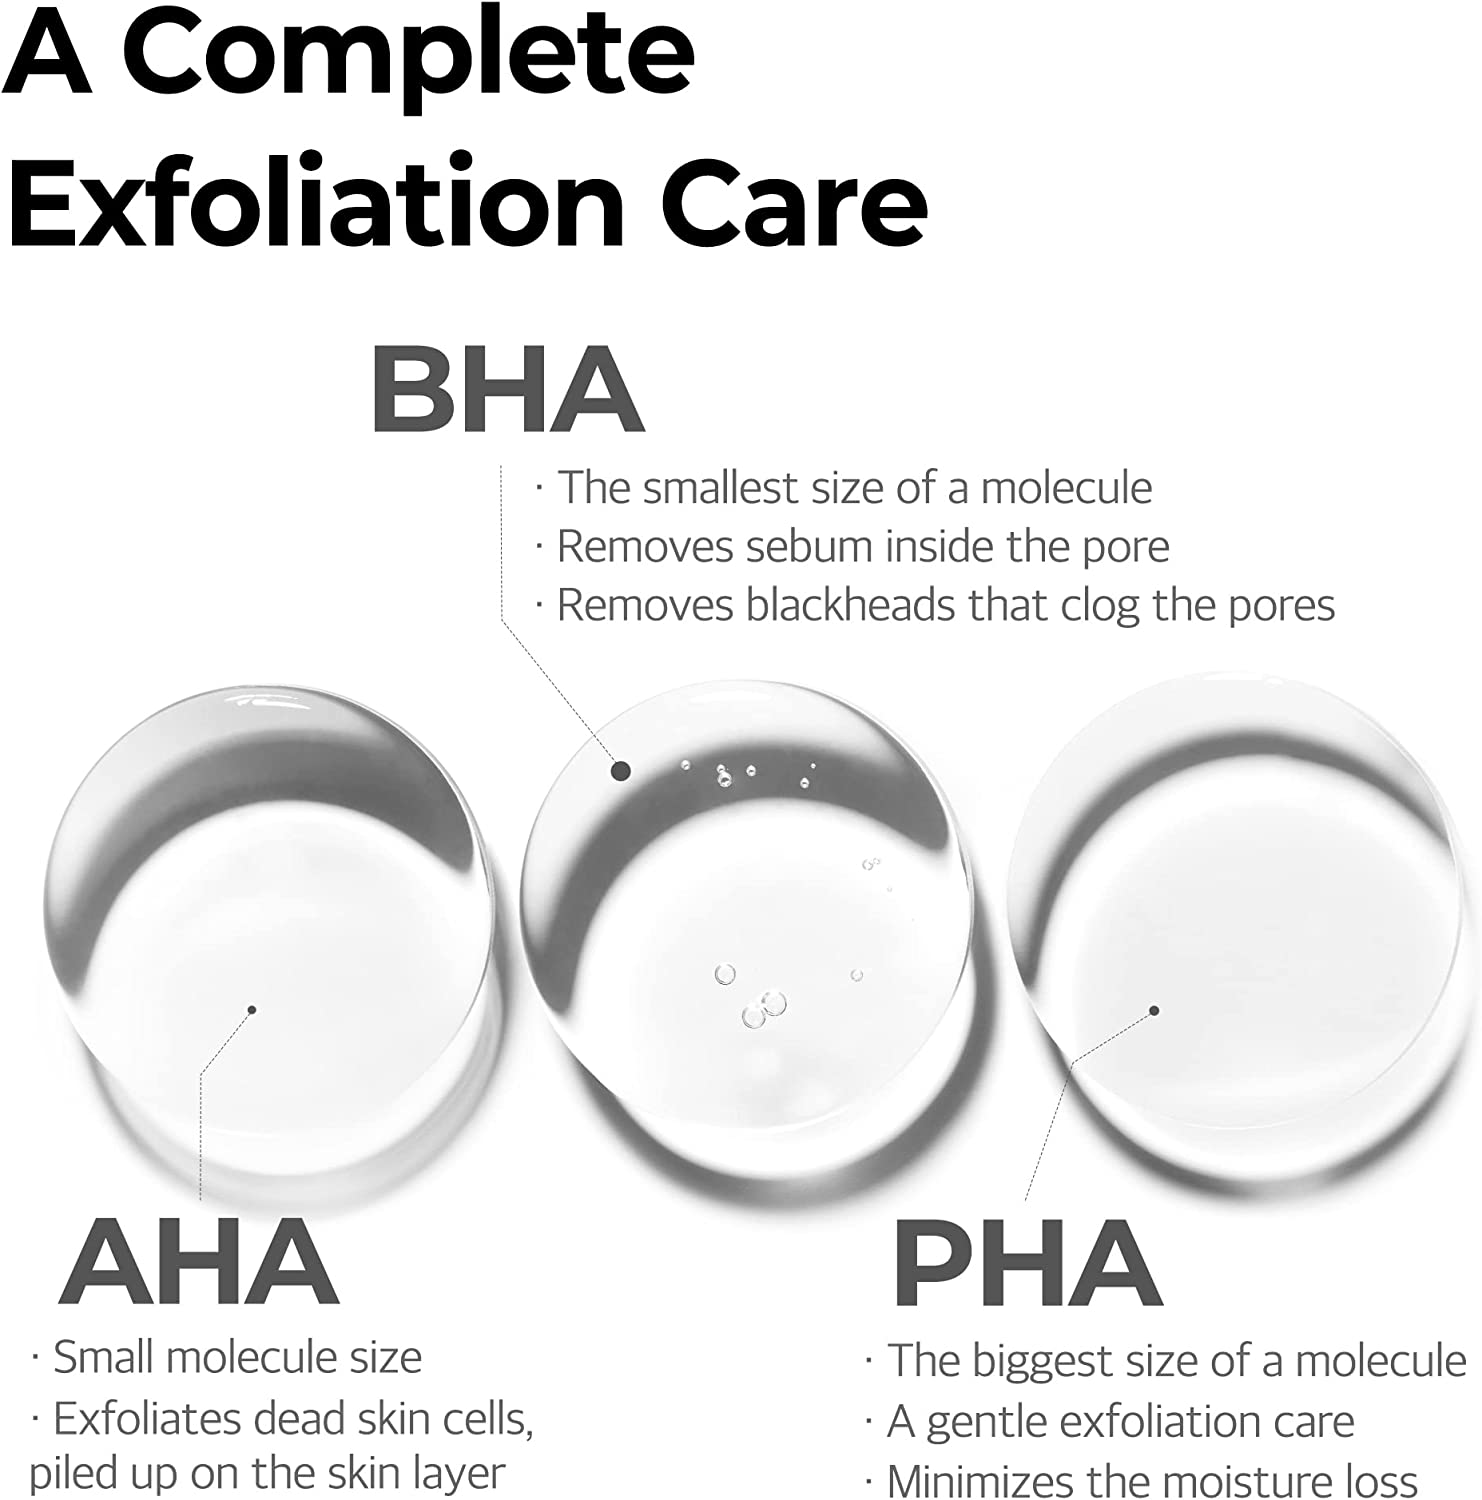 A Complete
Exfoliation Care
BHA
· The smallest size of a molecule
· Removes sebum inside the pore
· Removes blackheads that clog the pores
AHA
· Small molecule size
· Exfoliates dead skin cells,
piled up on the skin layer
PHA
· The biggest size of a molecule
· A gentle exfoliation care
· Minimizes the moisture loss